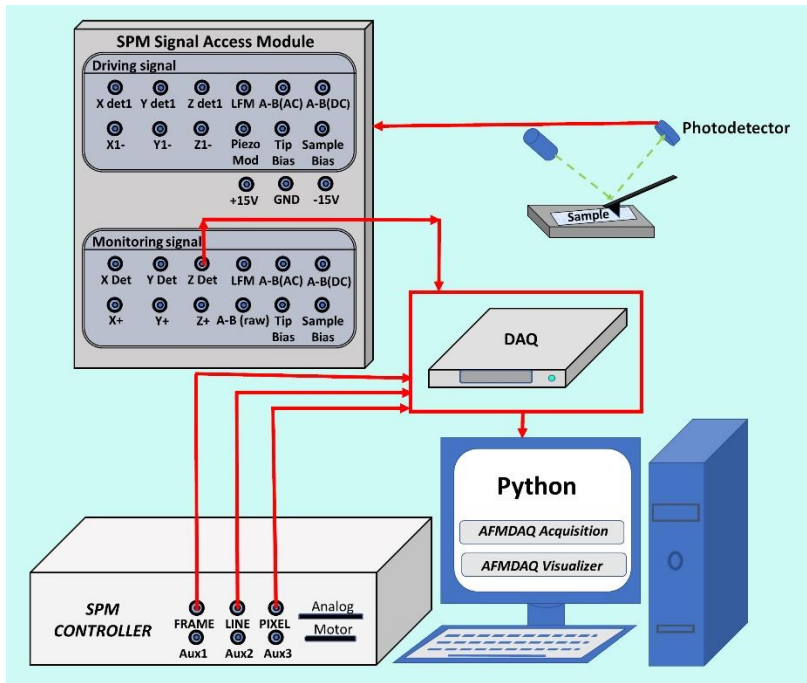 SPM Signal Access Module
Driving signal
X det1 Y det1 Z det1 LFM A-B(AC) A-B(DC)
X1- Y1- Z1- Piezo Mod Tip Bias Sample Bias
+15V GND -15V
Monitoring signal
X Det Y Det Z Det LFM A-B(AC) A-B(DC)
X+ Y+ Z+ A-B (raw) Tip Bias Sample Bias
Photodetector
Sample
DAQ
Python
AFMDAQ Acquisition
AFMDAQ Visualizer
SPM
CONTROLLER
FRAME LINE PIXEL
Aux1 Aux2 Aux3
Analog
Motor